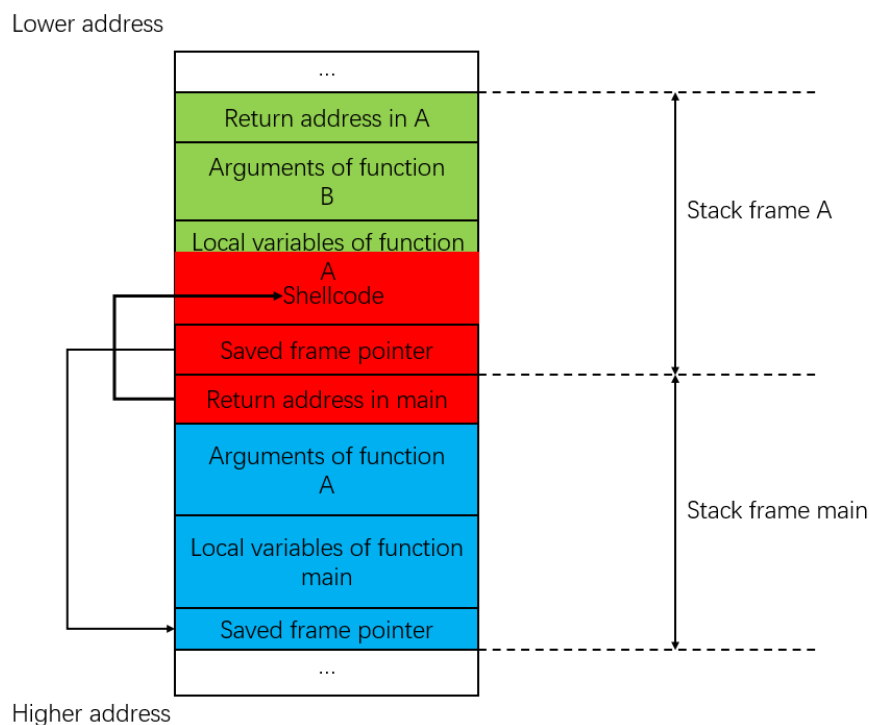 Lower address
...
Return address in A
Arguments of function
B
Stack frame A
Local variables of function
A
Shellcode
Saved frame pointer
Return address in main
Arguments of function
A
Stack frame main
Local variables of function
main
Saved frame pointer
...
Higher address